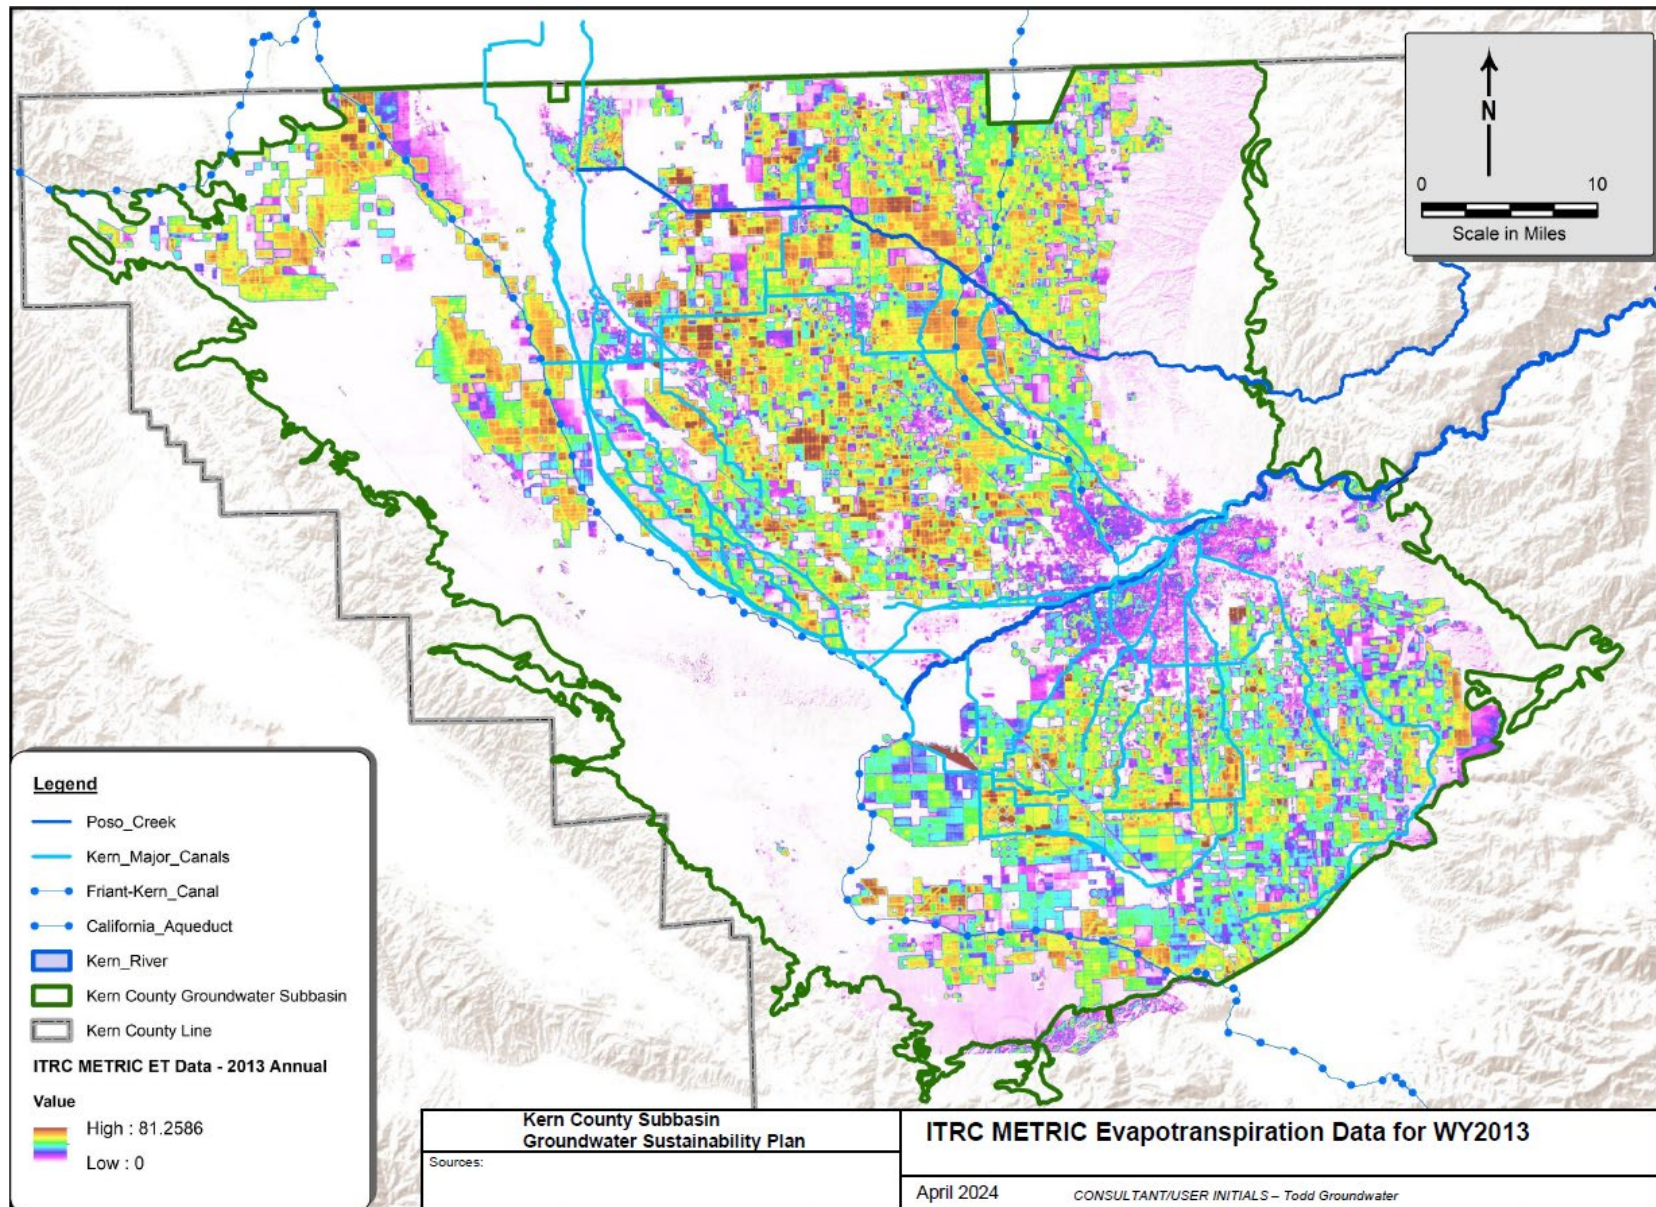 N
0 10
Scale in Miles
Legend
Poso_Creek
Kern_Major_Canals
Friant-Kern_Canal
California_Aqueduct
Kern_River
Kern County Groundwater Subbasin
Kern County Line
ITRC METRIC ET Data - 2013 Annual
Value
High : 81.2586
Low : 0
Kern County Subbasin
Groundwater Sustainability Plan
Sources:
ITRC METRIC Evapotranspiration Data for WY2013
April 2024 CONSULTANT/USER INITIALS – Todd Groundwater